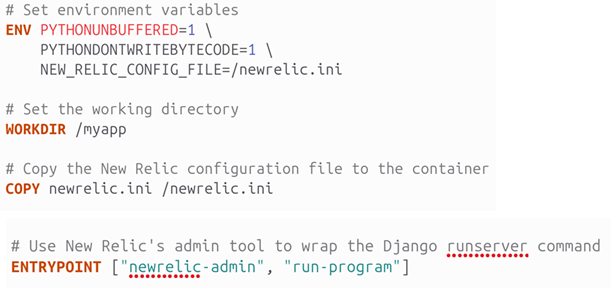 # Set environment variables
ENV PYTHONUNBUFFERED=1 \
    PYTHONDONTWRITEBYTECODE=1 \
    NEW_RELIC_CONFIG_FILE=/newrelic.ini
# Set the working directory
WORKDIR /myapp
# Copy the New Relic configuration file to the container
COPY newrelic.ini /newrelic.ini
# Use New Relic's admin tool to wrap the Django runserver command
ENTRYPOINT ["newrelic-admin", "run-program"]